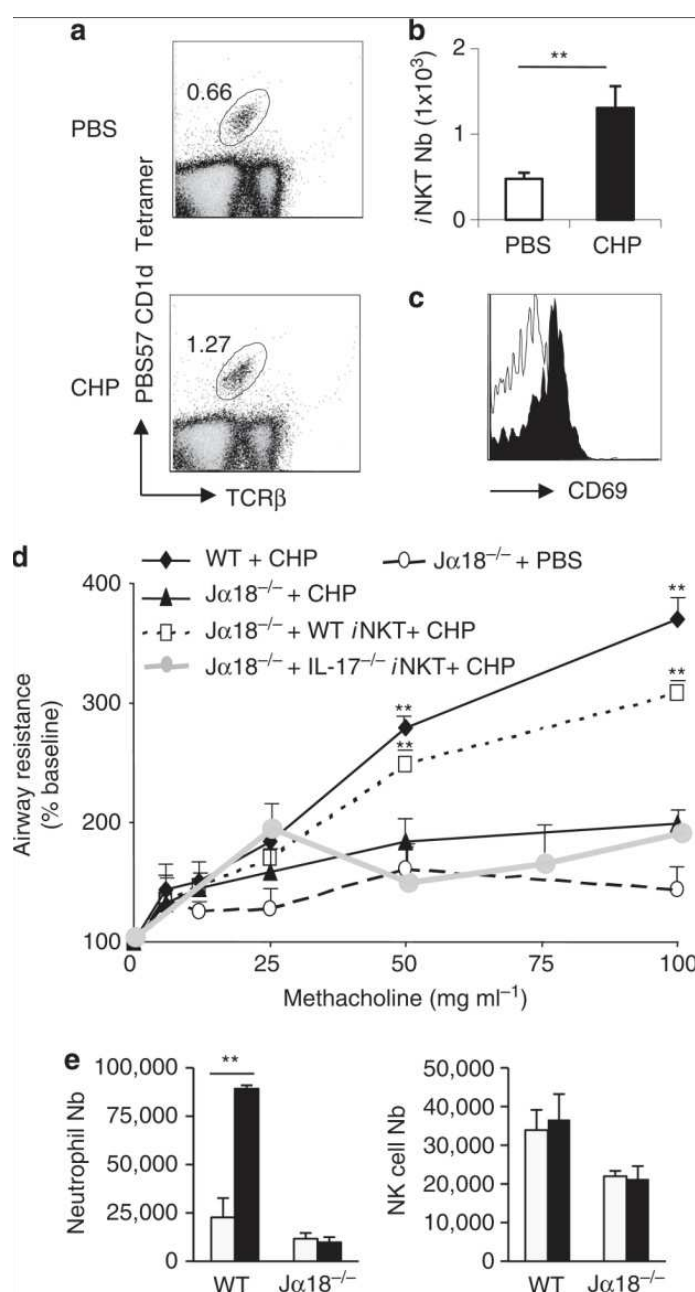 a
0.66
PBS
PBS57 CD1d Tetramer
1.27
CHP
TCRβ
b
iNKT Nb (1x10³)
2
1
0
**
PBS CHP
c
CD69
d
WT + CHP
Jα18⁻/⁻ + PBS
Jα18⁻/⁻ + CHP
Jα18⁻/⁻ + WT iNKT+ CHP
Jα18⁻/⁻ + IL-17⁻/⁻ iNKT+ CHP
Airway resistance
(% baseline)
400
300
200
100
**
**
**
**
0 25 50 75 100
Methacholine (mg ml⁻¹)
e
Neutrophil Nb
100,000
75,000
50,000
25,000
0
**
WT Jα18⁻/⁻
NK cell Nb
50,000
40,000
30,000
20,000
10,000
0
WT Jα18⁻/⁻